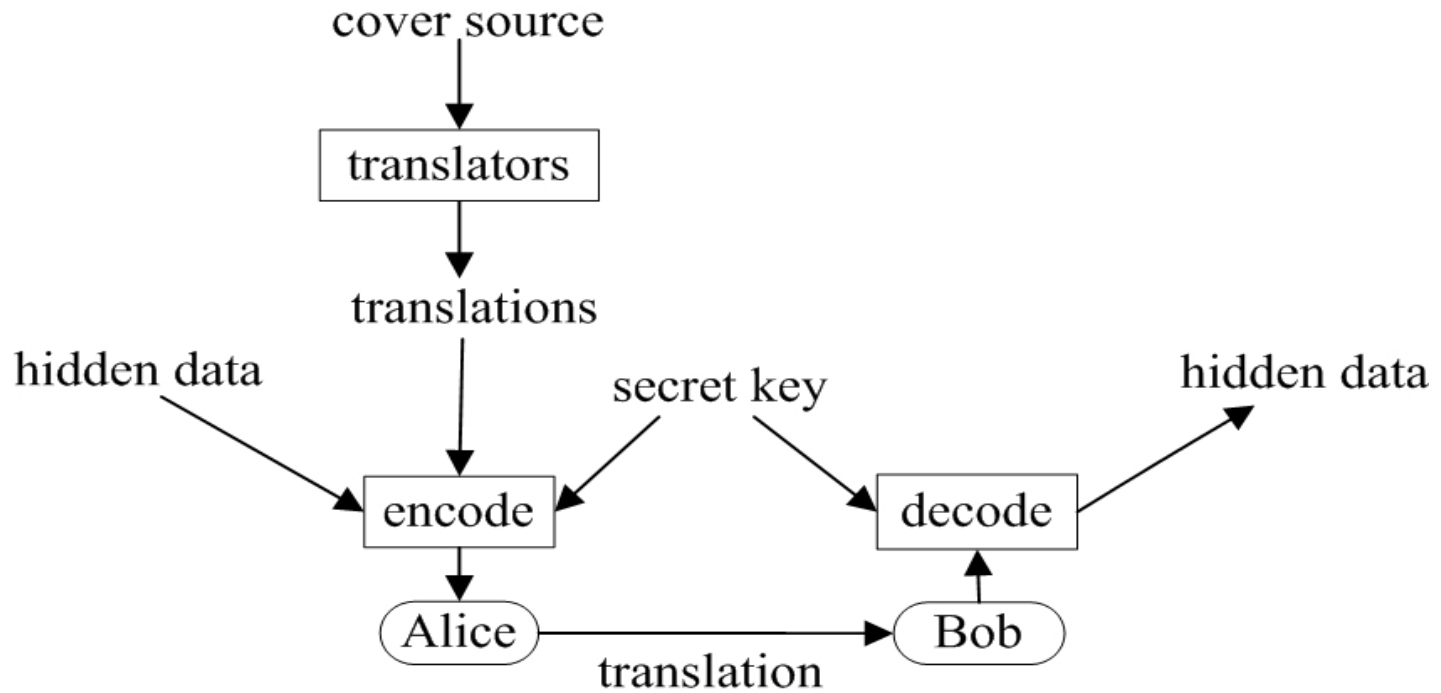 cover source
translators
translations
hidden data
secret key
hidden data
encode
decode
Alice
Bob
translation